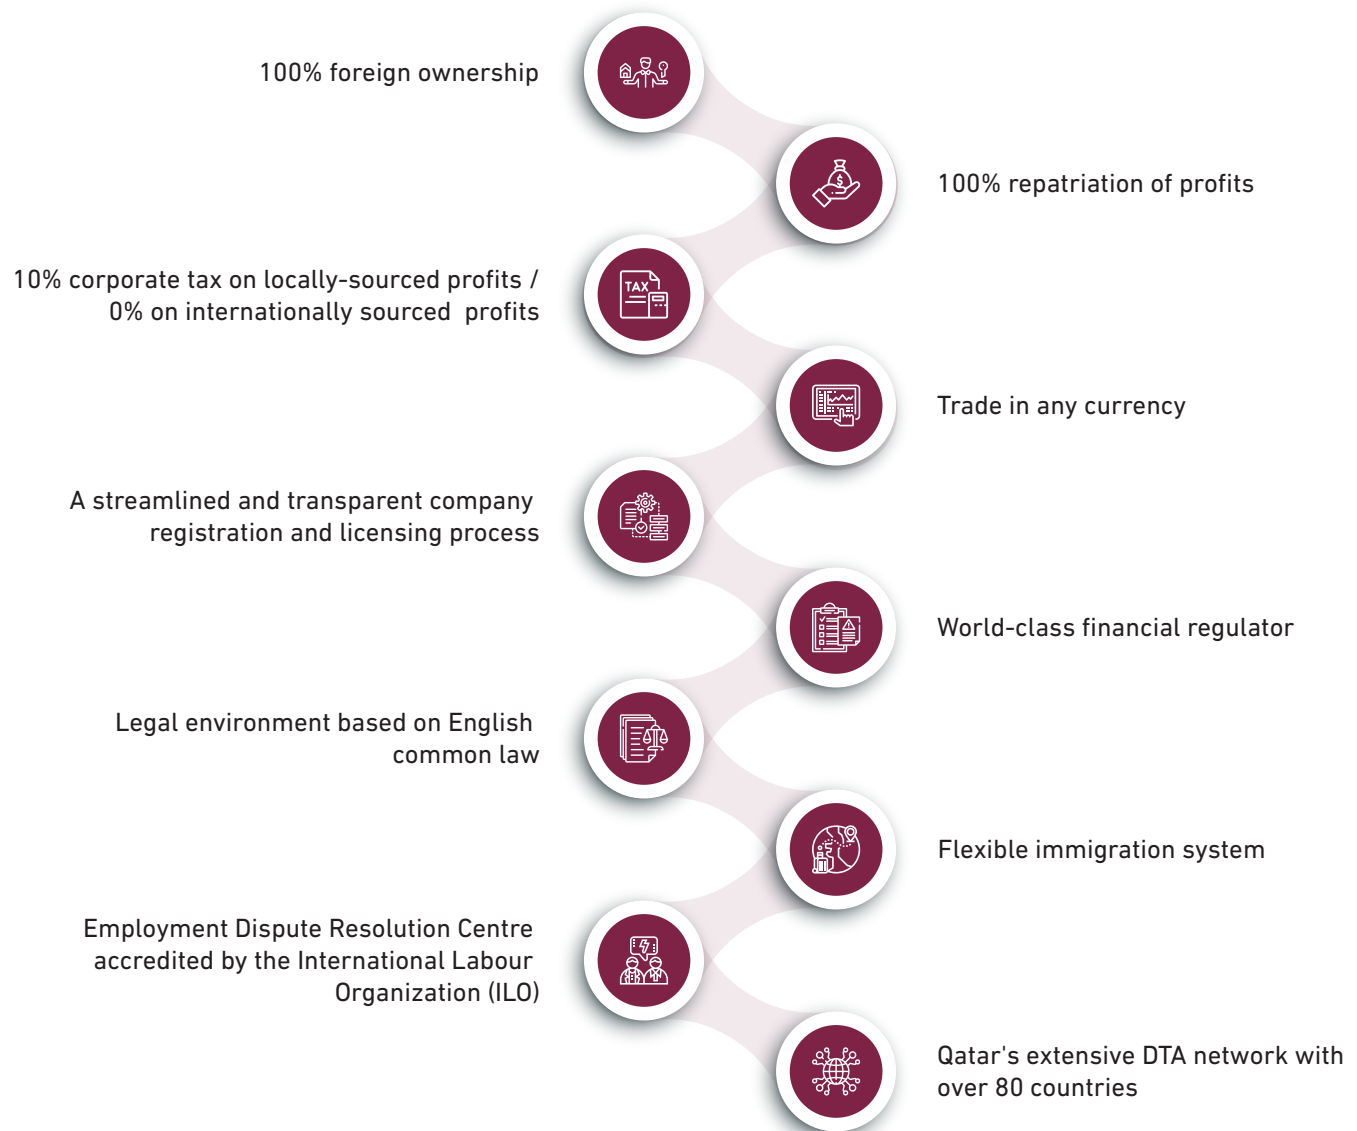 100% foreign ownership
100% repatriation of profits
10% corporate tax on locally-sourced profits /
0% on internationally sourced profits
TAX
Trade in any currency
A streamlined and transparent company
registration and licensing process
World-class financial regulator
Legal environment based on English
common law
Flexible immigration system
Employment Dispute Resolution Centre
accredited by the International Labour
Organization (ILO)
Qatar's extensive DTA network with
over 80 countries